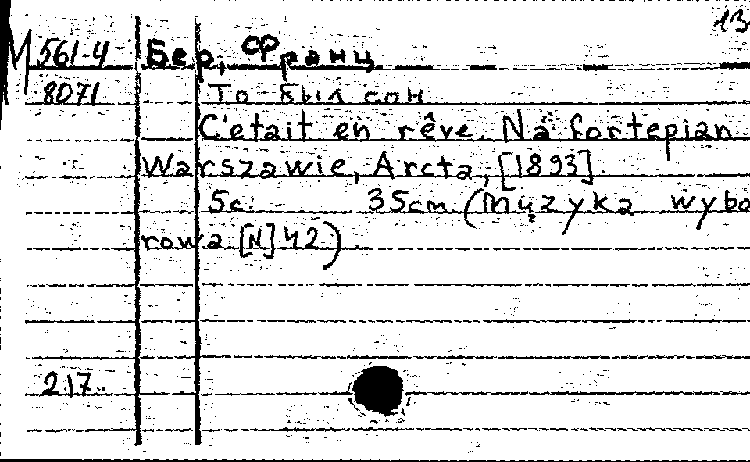 13
M 561-4 Бер, Франц
8071 То был сон
C'etait en rêve. Na fortepian
Warszawie, Arcta, [1893].
5c. 35cm (Muzyka wybo
rowa [N] 42)
217.